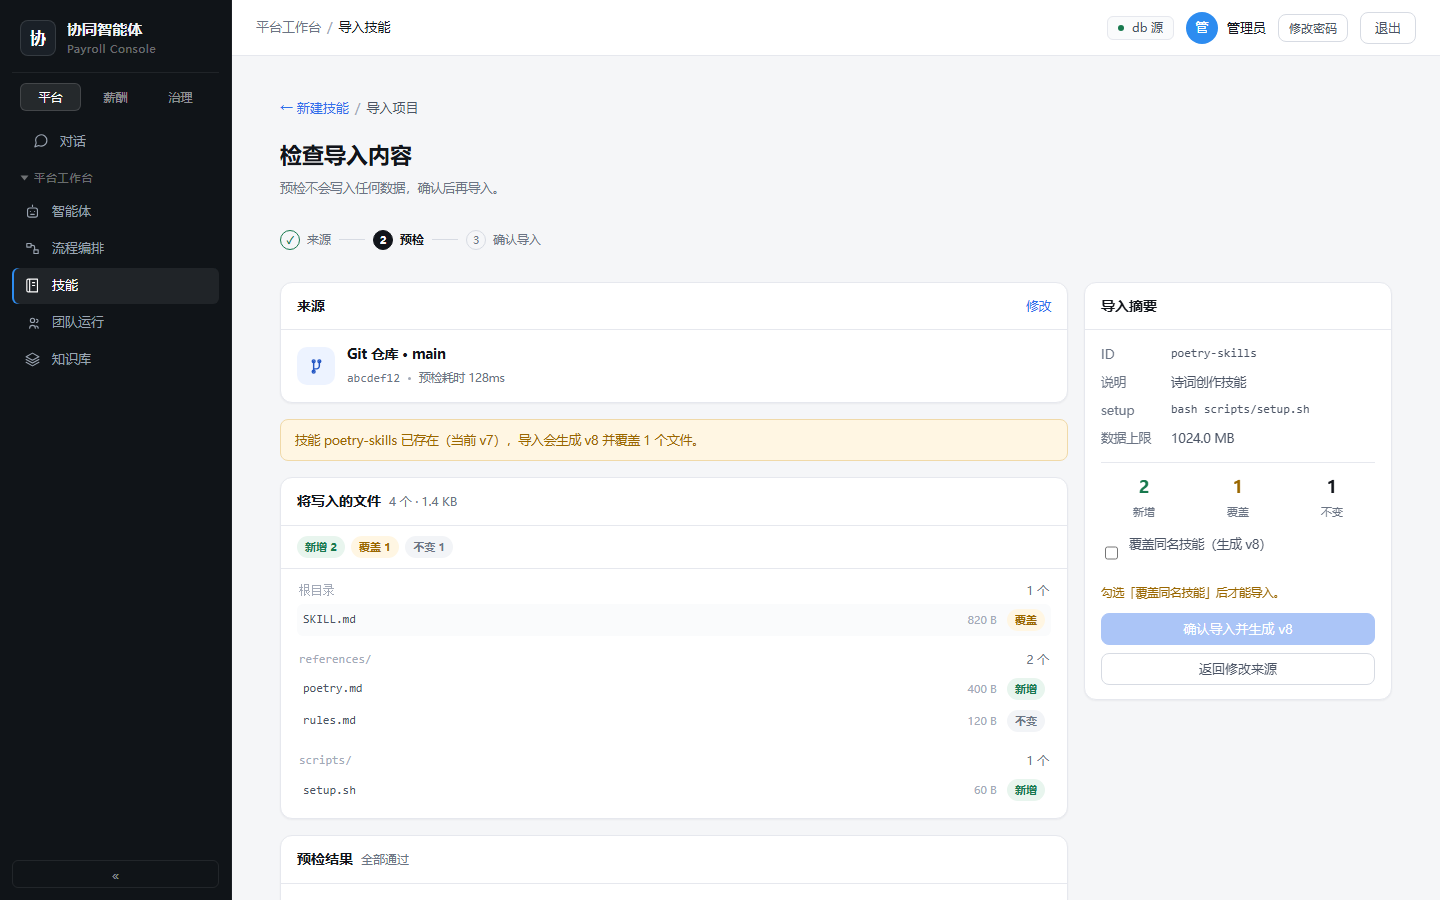 协 协同智能体
Payroll Console
平台 薪酬 治理
对话
平台工作台
智能体
流程编排
技能
团队运行
知识库
«
平台工作台 / 导入技能
db 源 管 管理员 修改密码 退出
← 新建技能 / 导入项目
检查导入内容
预检不会写入任何数据，确认后再导入。
✓ 来源 2 预检 3 确认导入
来源 修改
Git 仓库 • main
abcdef12 • 预检耗时 128ms
技能 poetry-skills 已存在（当前 v7），导入会生成 v8 并覆盖 1 个文件。
将写入的文件 4 个 · 1.4 KB
新增 2 覆盖 1 不变 1
根目录 1 个
SKILL.md 820 B 覆盖
references/ 2 个
poetry.md 400 B 新增
rules.md 120 B 不变
scripts/ 1 个
setup.sh 60 B 新增
预检结果 全部通过
导入摘要
ID poetry-skills
说明 诗词创作技能
setup bash scripts/setup.sh
数据上限 1024.0 MB
2 1 1
新增 覆盖 不变
覆盖同名技能（生成 v8）
勾选「覆盖同名技能」后才能导入。
确认导入并生成 v8
返回修改来源